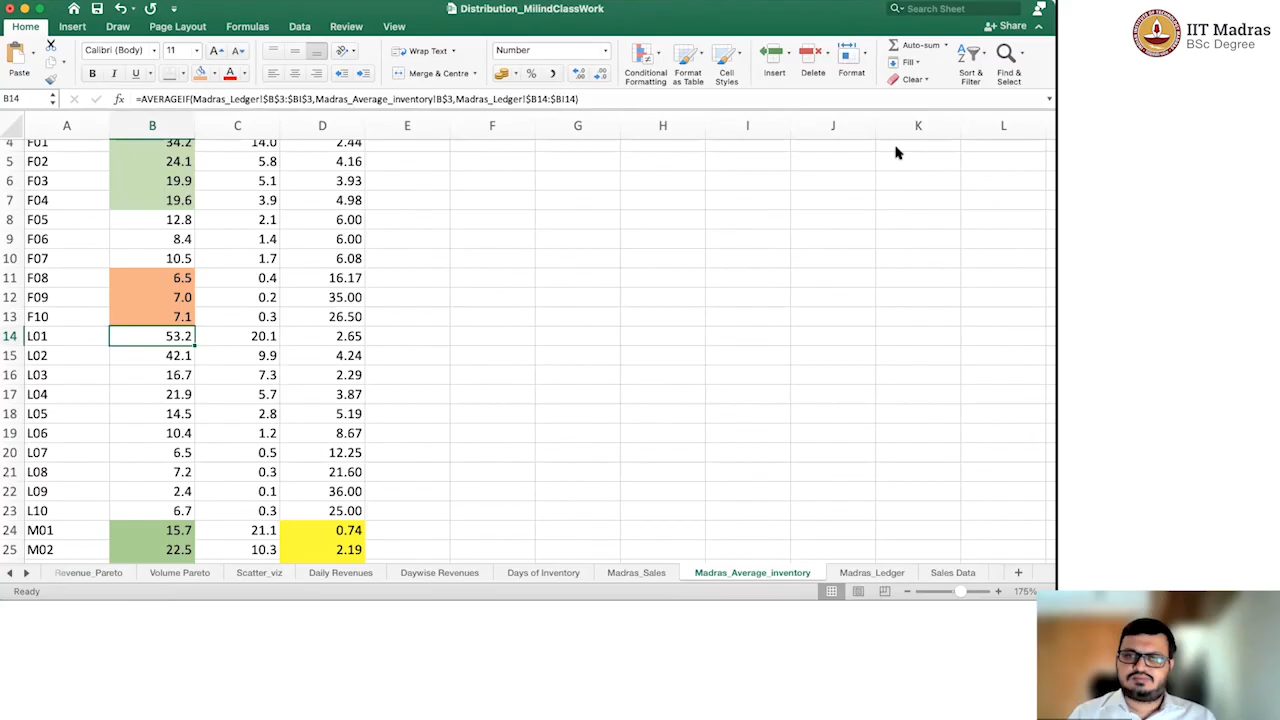 Distribution_MilindClassWork
Search Sheet
Home Insert Draw Page Layout Formulas Data Review View
Share
Paste
Calibri (Body) 11
B I U A
Wrap Text
Merge & Centre
Number
%
Conditional Formatting
Format as Table
Cell Styles
Insert
Delete
Format
Auto-sum
Fill
Clear
Sort & Filter
Find & Select
IIT Madras
BSc Degree
B14 fx =AVERAGEIF(Madras_Ledger!$B$3:$BI$3,Madras_Average_inventory!B$3,Madras_Ledger!$B14:$BI14)
A B C D E F G H I J K L
4 F01 34.2 14.0 2.44
5 F02 24.1 5.8 4.16
6 F03 19.9 5.1 3.93
7 F04 19.6 3.9 4.98
8 F05 12.8 2.1 6.00
9 F06 8.4 1.4 6.00
10 F07 10.5 1.7 6.08
11 F08 6.5 0.4 16.17
12 F09 7.0 0.2 35.00
13 F10 7.1 0.3 26.50
14 L01 53.2 20.1 2.65
15 L02 42.1 9.9 4.24
16 L03 16.7 7.3 2.29
17 L04 21.9 5.7 3.87
18 L05 14.5 2.8 5.19
19 L06 10.4 1.2 8.67
20 L07 6.5 0.5 12.25
21 L08 7.2 0.3 21.60
22 L09 2.4 0.1 36.00
23 L10 6.7 0.3 25.00
24 M01 15.7 21.1 0.74
25 M02 22.5 10.3 2.19
Revenue_Pareto Volume Pareto Scatter_viz Daily Revenues Daywise Revenues Days of Inventory Madras_Sales Madras_Average_inventory Madras_Ledger Sales Data +
Ready
175%